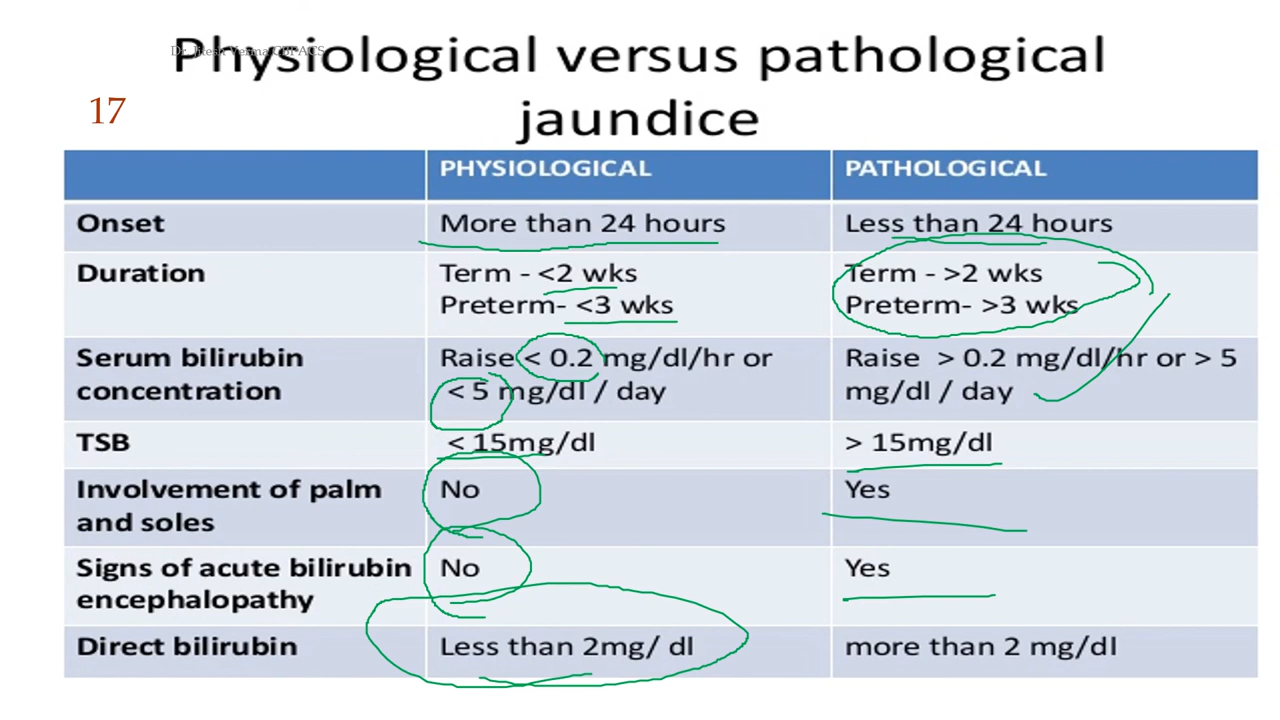 Dr. Jitesh Verma CBPACS
Physiological versus pathological
jaundice
17
PHYSIOLOGICAL PATHOLOGICAL
Onset More than 24 hours Less than 24 hours
Duration Term - <2 wks Term - >2 wks
Preterm- <3 wks Preterm- >3 wks
Serum bilirubin Raise < 0.2 mg/dl/hr or Raise > 0.2 mg/dl/hr or > 5
concentration < 5 mg/dl / day mg/dl / day
TSB < 15mg/dl > 15mg/dl
Involvement of palm No Yes
and soles
Signs of acute bilirubin No Yes
encephalopathy
Direct bilirubin Less than 2mg/ dl more than 2 mg/dl